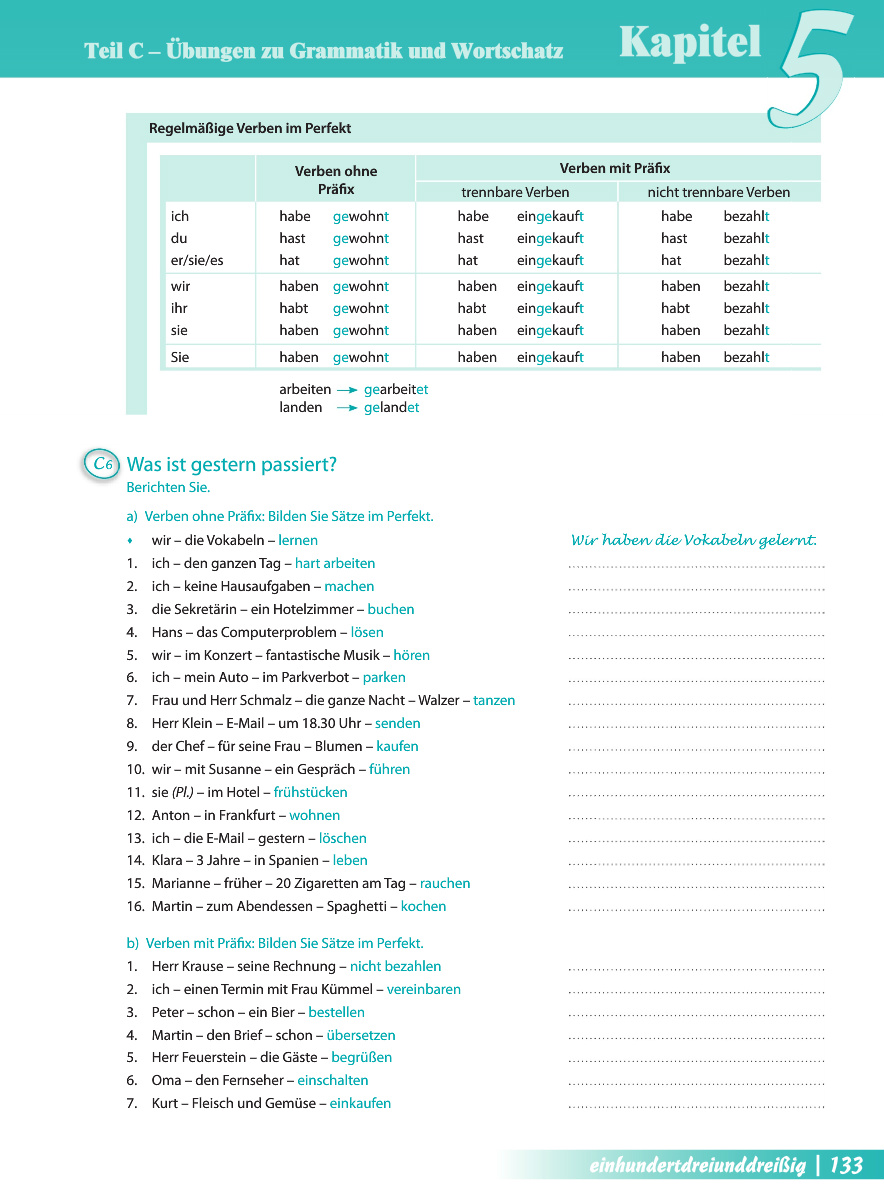 Teil C – Übungen zu Grammatik und Wortschatz Kapitel 5
Regelmäßige Verben im Perfekt
Verben ohne Präfix Verben mit Präfix
trennbare Verben nicht trennbare Verben
ich habe gewohnt habe eingekauft habe bezahlt
du hast gewohnt hast eingekauft hast bezahlt
er/sie/es hat gewohnt hat eingekauft hat bezahlt
wir haben gewohnt haben eingekauft haben bezahlt
ihr habt gewohnt habt eingekauft habt bezahlt
sie haben gewohnt haben eingekauft haben bezahlt
Sie haben gewohnt haben eingekauft haben bezahlt
arbeiten → gearbeitet
landen → gelandet
C6 Was ist gestern passiert?
Berichten Sie.
a) Verben ohne Präfix: Bilden Sie Sätze im Perfekt.
♦ wir – die Vokabeln – lernen Wir haben die Vokabeln gelernt.
1. ich – den ganzen Tag – hart arbeiten
2. ich – keine Hausaufgaben – machen
3. die Sekretärin – ein Hotelzimmer – buchen
4. Hans – das Computerproblem – lösen
5. wir – im Konzert – fantastische Musik – hören
6. ich – mein Auto – im Parkverbot – parken
7. Frau und Herr Schmalz – die ganze Nacht – Walzer – tanzen
8. Herr Klein – E-Mail – um 18.30 Uhr – senden
9. der Chef – für seine Frau – Blumen – kaufen
10. wir – mit Susanne – ein Gespräch – führen
11. sie (Pl.) – im Hotel – frühstücken
12. Anton – in Frankfurt – wohnen
13. ich – die E-Mail – gestern – löschen
14. Klara – 3 Jahre – in Spanien – leben
15. Marianne – früher – 20 Zigaretten am Tag – rauchen
16. Martin – zum Abendessen – Spaghetti – kochen
b) Verben mit Präfix: Bilden Sie Sätze im Perfekt.
1. Herr Krause – seine Rechnung – nicht bezahlen
2. ich – einen Termin mit Frau Kümmel – vereinbaren
3. Peter – schon – ein Bier – bestellen
4. Martin – den Brief – schon – übersetzen
5. Herr Feuerstein – die Gäste – begrüßen
6. Oma – den Fernseher – einschalten
7. Kurt – Fleisch und Gemüse – einkaufen
einhundertdreiunddreißig | 133